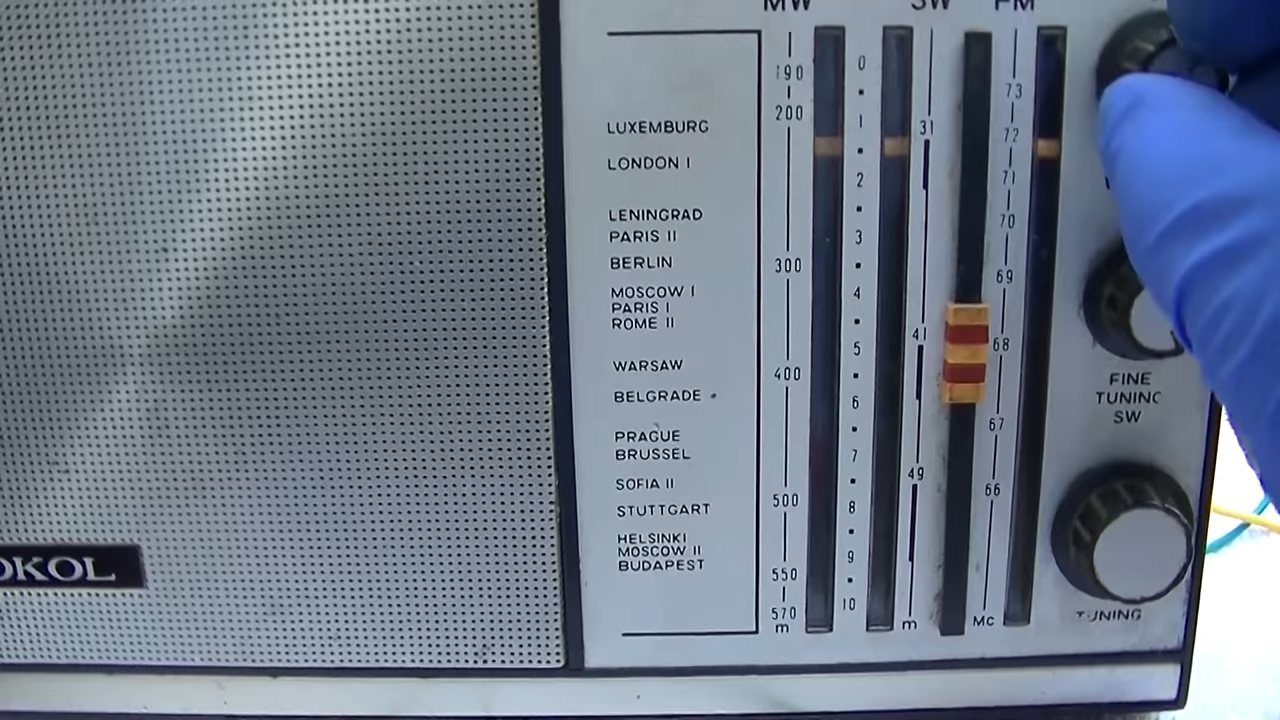 MW SW FM
190
200
300
400
500
550
570
m
LUXEMBURG
LONDON I
LENINGRAD
PARIS II
BERLIN
MOSCOW I
PARIS I
ROME II
WARSAW
BELGRADE
PRAGUE
BRUSSEL
SOFIA II
STUTTGART
HELSINKI
MOSCOW II
BUDAPEST
0
1
2
3
4
5
6
7
8
9
10
31
41
49
m
73
72
71
70
69
68
67
66
Mc
FINE
TUNING
SW
TUNING
OKOL